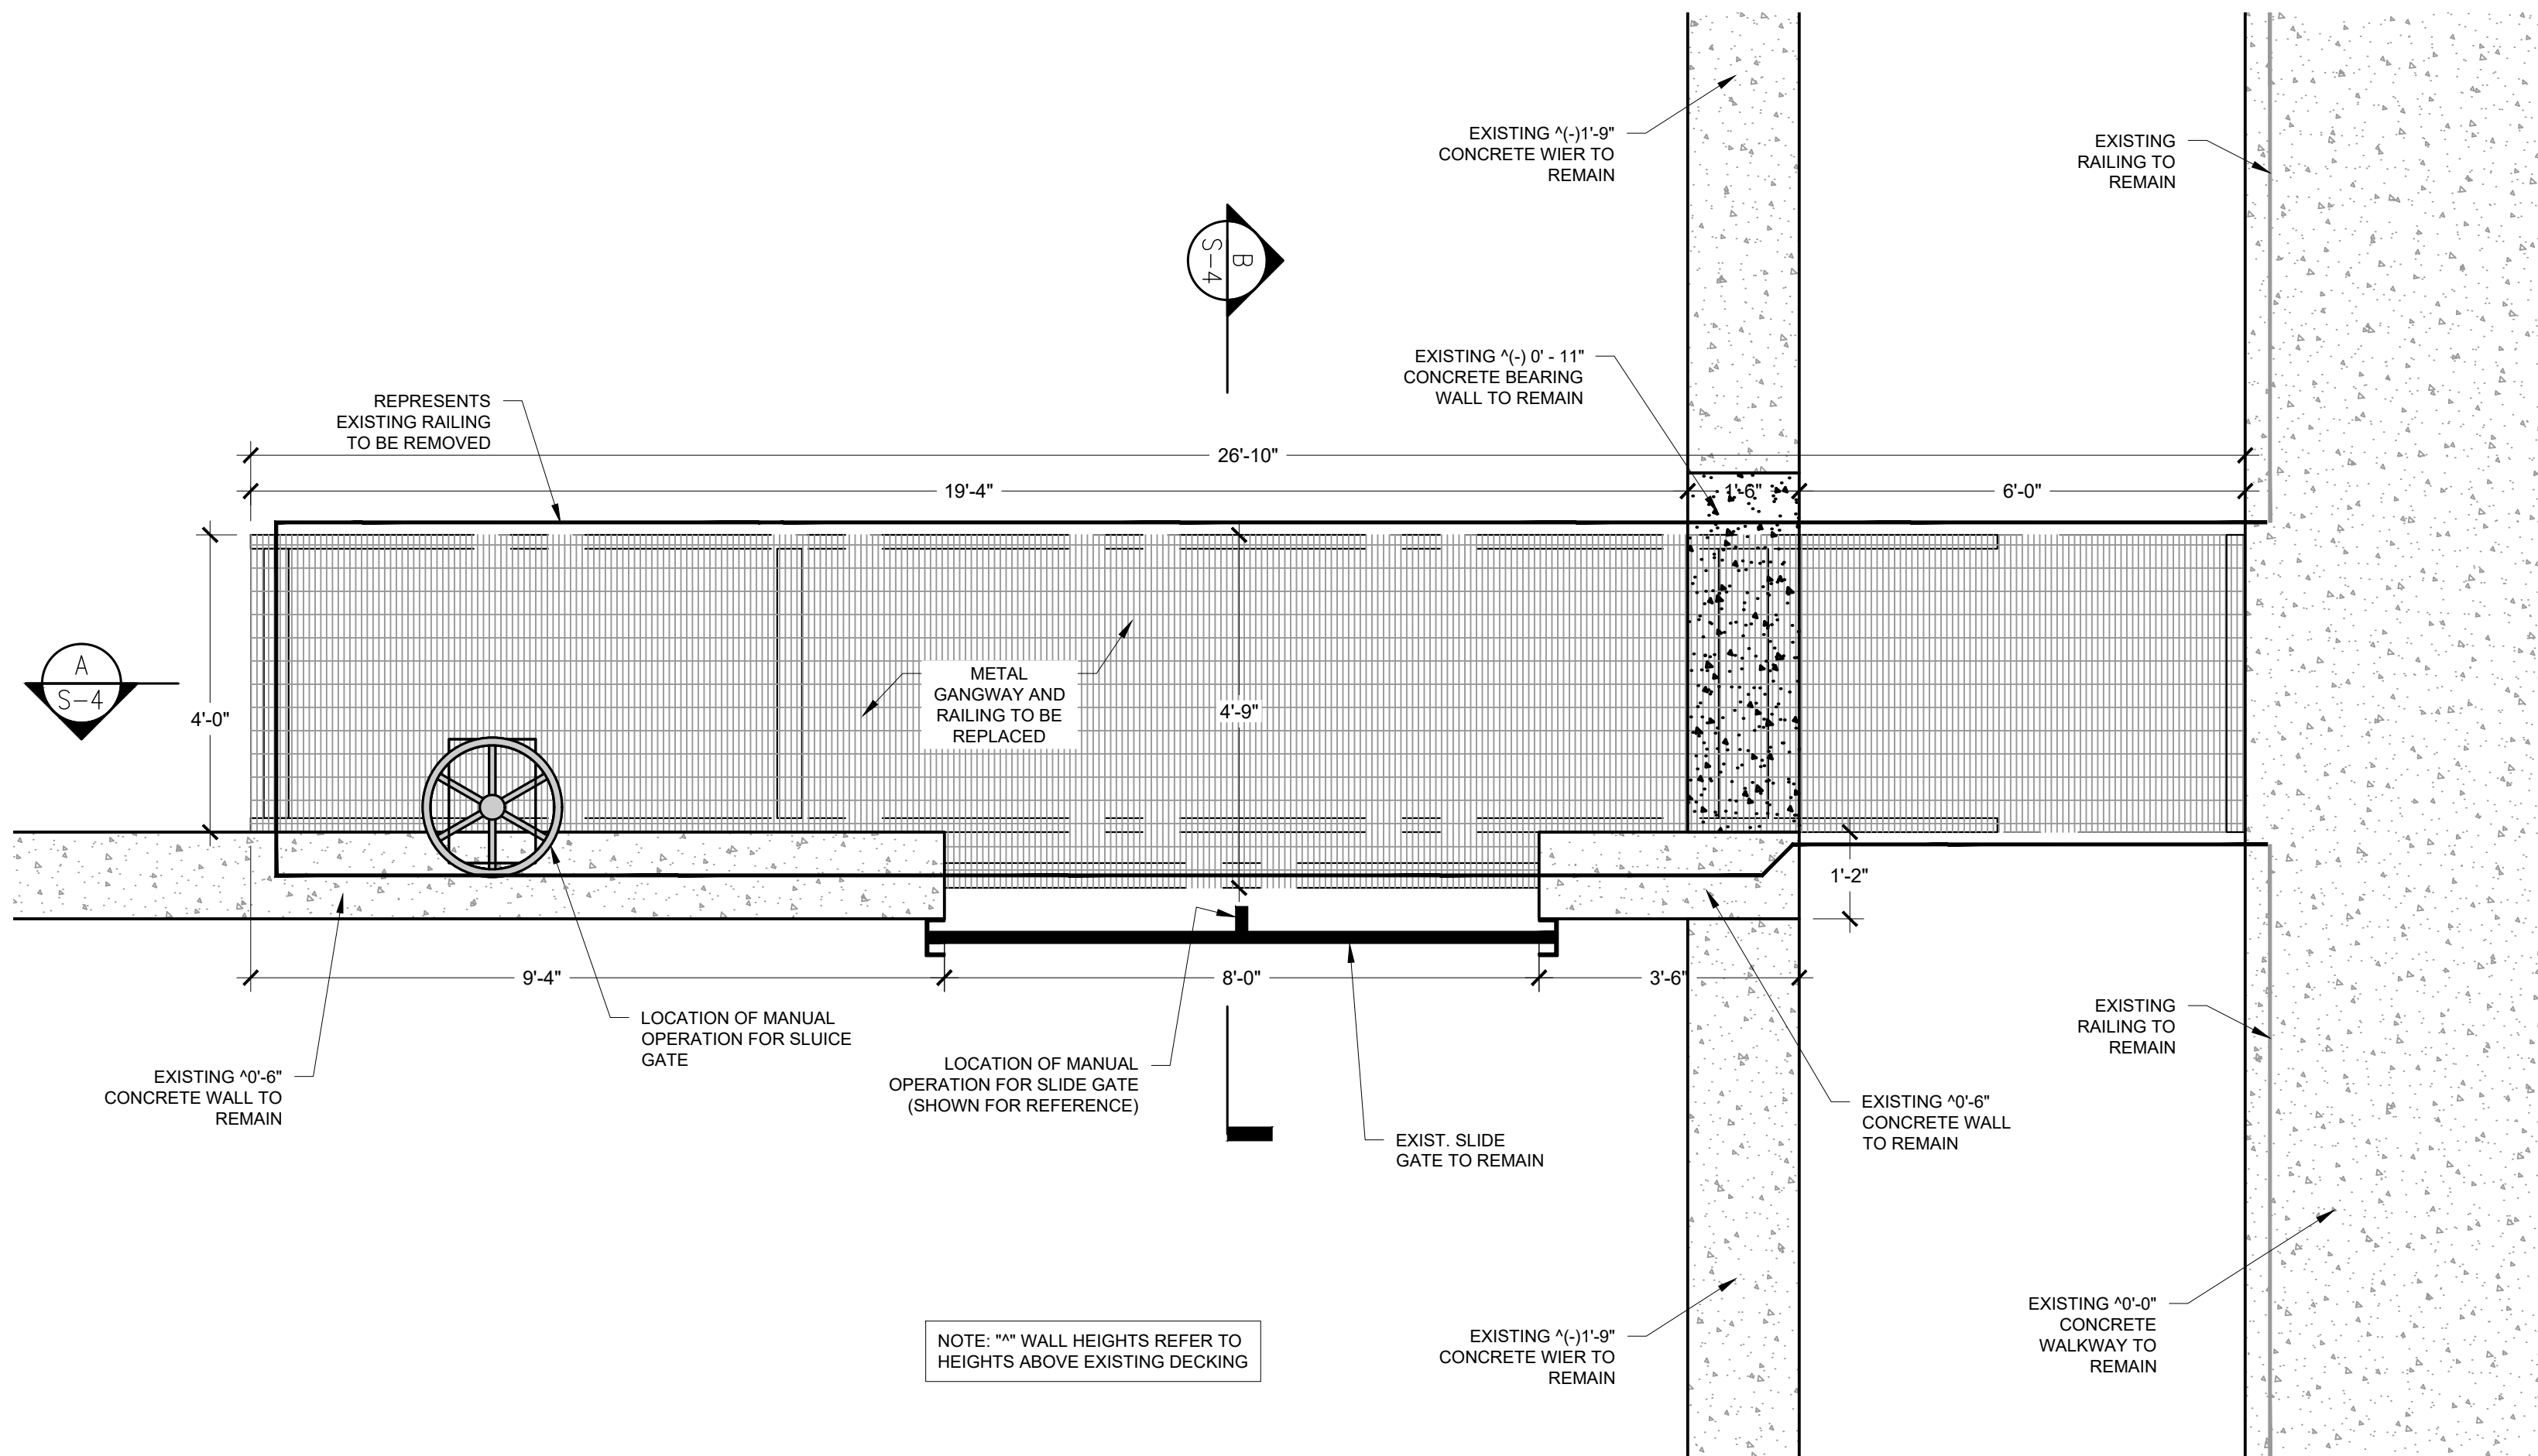 EXISTING ^(-)1'-9"
CONCRETE WIER TO
REMAIN
EXISTING
RAILING TO
REMAIN
B
S-4
EXISTING ^(-) 0' - 11"
CONCRETE BEARING
WALL TO REMAIN
REPRESENTS
EXISTING RAILING
TO BE REMOVED
26'-10"
19'-4"
1'-6"
6'-0"
A
S-4
4'-0"
METAL
GANGWAY AND
RAILING TO BE
REPLACED
4'-9"
1'-2"
9'-4"
8'-0"
3'-6"
LOCATION OF MANUAL
OPERATION FOR SLUICE
GATE
EXISTING ^0'-6"
CONCRETE WALL TO
REMAIN
LOCATION OF MANUAL
OPERATION FOR SLIDE GATE
(SHOWN FOR REFERENCE)
EXIST. SLIDE
GATE TO REMAIN
EXISTING
RAILING TO
REMAIN
EXISTING ^0'-6"
CONCRETE WALL
TO REMAIN
NOTE: "^" WALL HEIGHTS REFER TO
HEIGHTS ABOVE EXISTING DECKING
EXISTING ^(-)1'-9"
CONCRETE WIER TO
REMAIN
EXISTING ^0'-0"
CONCRETE
WALKWAY TO
REMAIN